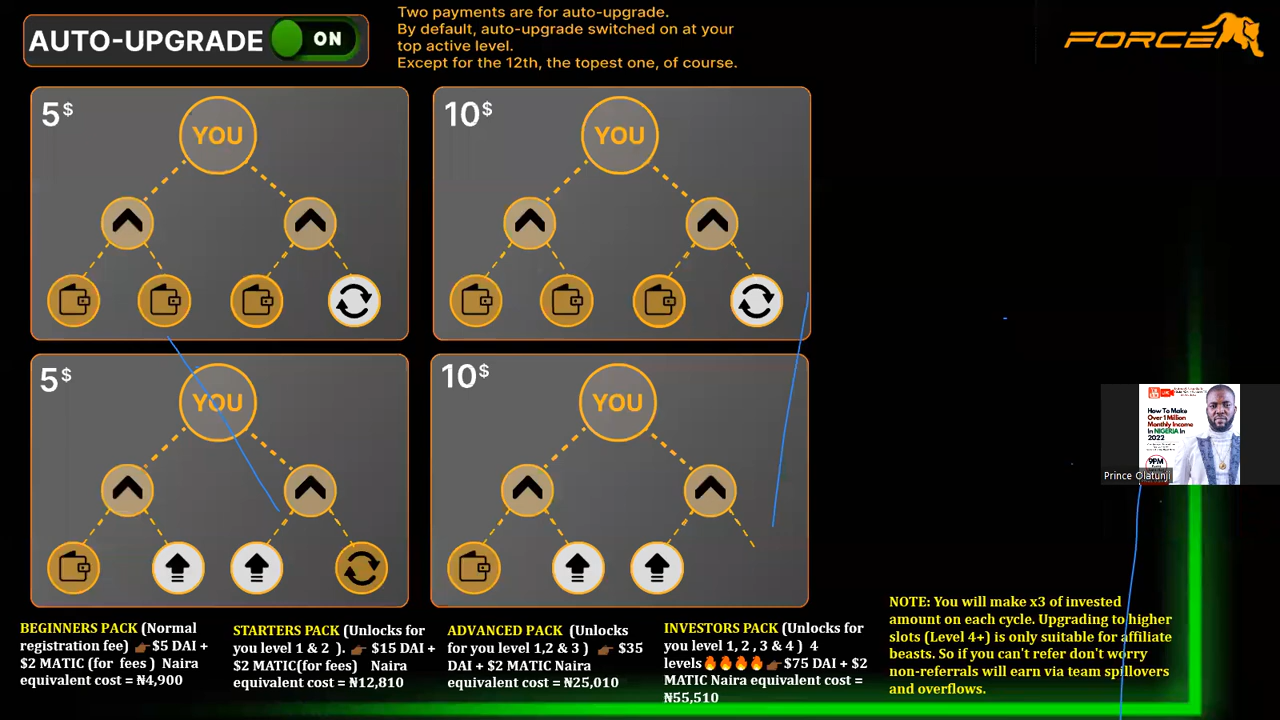 AUTO-UPGRADE ON
Two payments are for auto-upgrade.
By default, auto-upgrade switched on at your
top active level.
Except for the 12th, the topest one, of course.
FORCE
5$
YOU
10$
YOU
5$
YOU
10$
YOU
BEGINNERS PACK (Normal
registration fee) 👉🏾$5 DAI +
$2 MATIC (for fees ) Naira
equivalent cost = ₦4,900
STARTERS PACK (Unlocks for
you level 1 & 2 ). 👉🏾 $15 DAI +
$2 MATIC(for fees) Naira
equivalent cost = ₦12,810
ADVANCED PACK (Unlocks
for you level 1,2 & 3 ) 👉🏾 $35
DAI + $2 MATIC Naira
equivalent cost = ₦25,010
INVESTORS PACK (Unlocks for
you level 1, 2 , 3 & 4 ) 4
levels🔥🔥🔥🔥👉🏾$75 DAI + $2
MATIC Naira equivalent cost =
₦55,510
How To Make
Over 1 Million
Monthly Income
In NIGERIA In
2022
9PM
Prince Olatunji
NOTE: You will make x3 of invested
amount on each cycle. Upgrading to higher
slots (Level 4+) is only suitable for affiliate
beasts. So if you can't refer don't worry
non-referrals will earn via team spillovers
and overflows.